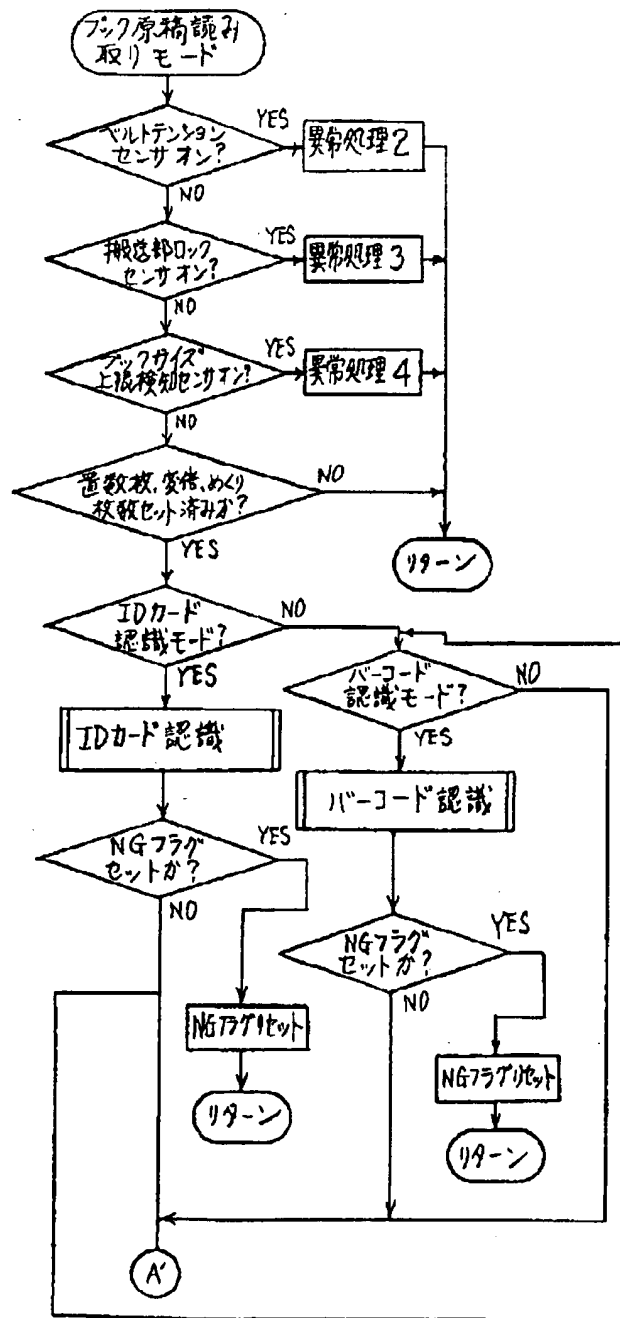 ブック原稿読み
取りモード
ベルトテンション
センサオン?
YES
異常処理2
NO
搬送部ロック
センサオン?
YES
異常処理3
NO
ブックサイズ
上限検知センサオン?
YES
異常処理4
NO
置数枚、変倍、めくり
枚数セット済みか?
NO
YES
リターン
IDカード
認識モード?
NO
YES
バーコード
認識モード?
NO
YES
IDカード認識
バーコード認識
NGフラグ
セットか?
YES
NO
NGフラグ
セットか?
YES
NO
NGフラグリセット
NGフラグリセット
リターン
リターン
A'